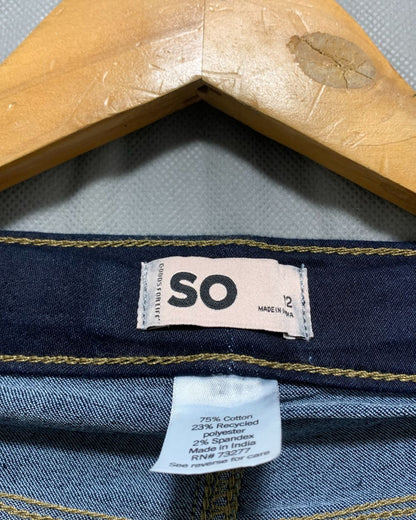 GOODS FOR LIFE
SO
12
MADE IN
75% Cotton
23% Recycled
polyester
2% Spandex
Made in India
RN# 73277
See reverse for care